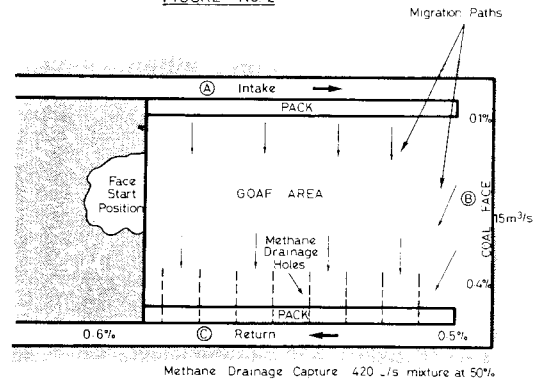 Migration Paths
Ⓐ Intake
PACK
0.1%
Face
Start
Position
GOAF AREA
Ⓑ
COAL FACE
15m³/s
Methane
Drainage
Holes
0.4%
PACK
0.6%
Ⓒ Return
0.5%
Methane Drainage Capture 420 /s mixture at 50%